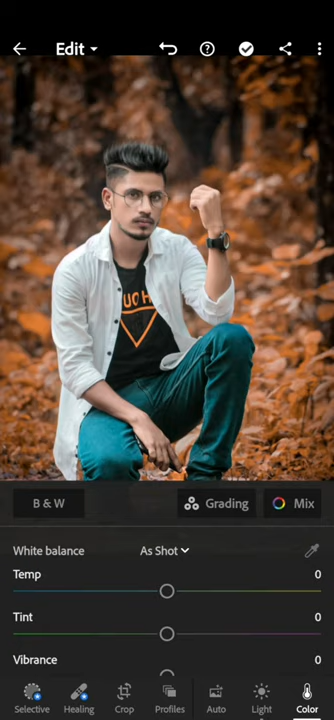 Edit
B & W
Grading
Mix
White balance
As Shot
Temp
0
Tint
0
Vibrance
0
Selective
Healing
Crop
Profiles
Auto
Light
Color